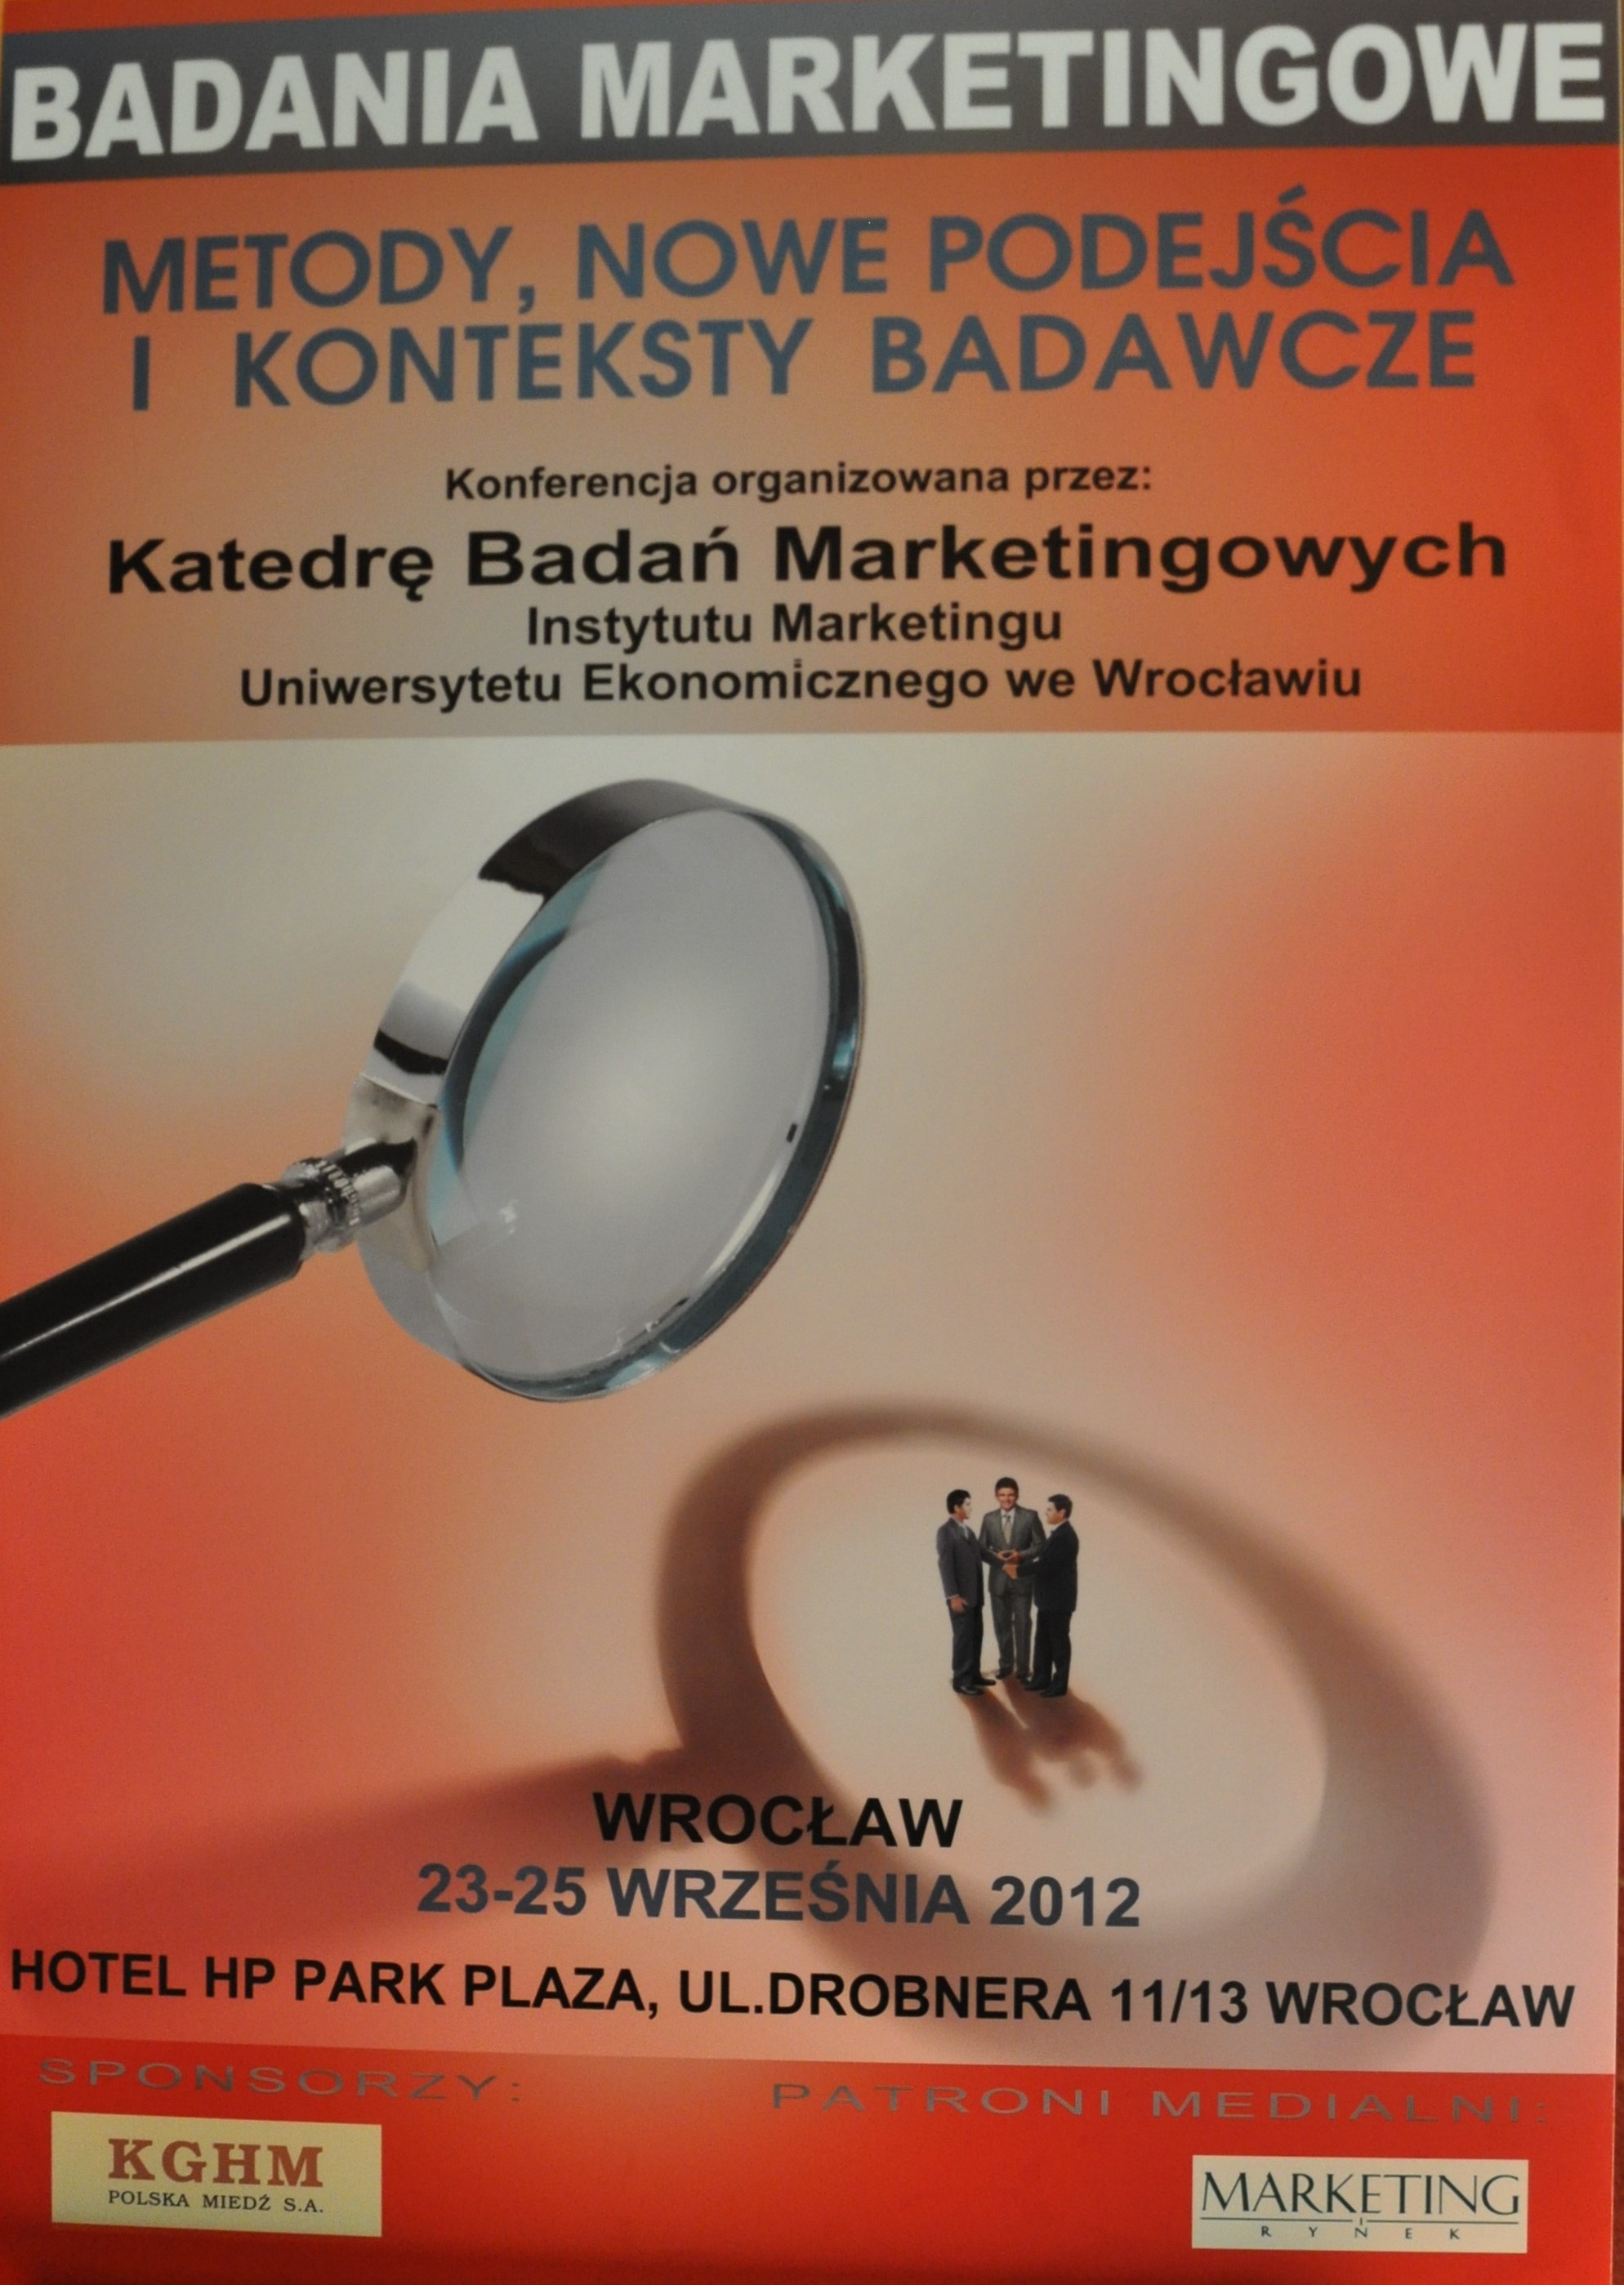 BADANIA MARKETINGOWE
METODY, NOWE PODEJŚCIA
I KONTEKSTY BADAWCZE
Konferencja organizowana przez:
Katedrę Badań Marketingowych
Instytutu Marketingu
Uniwersytetu Ekonomicznego we Wrocławiu
WROCŁAW
23-25 WRZEŚNIA 2012
HOTEL HP PARK PLAZA, UL.DROBNERA 11/13 WROCŁAW
SPONSORZY: PATRONI MEDIALNI:
KGHM
POLSKA MIEDŹ S.A.
MARKETING
I
RYNEK